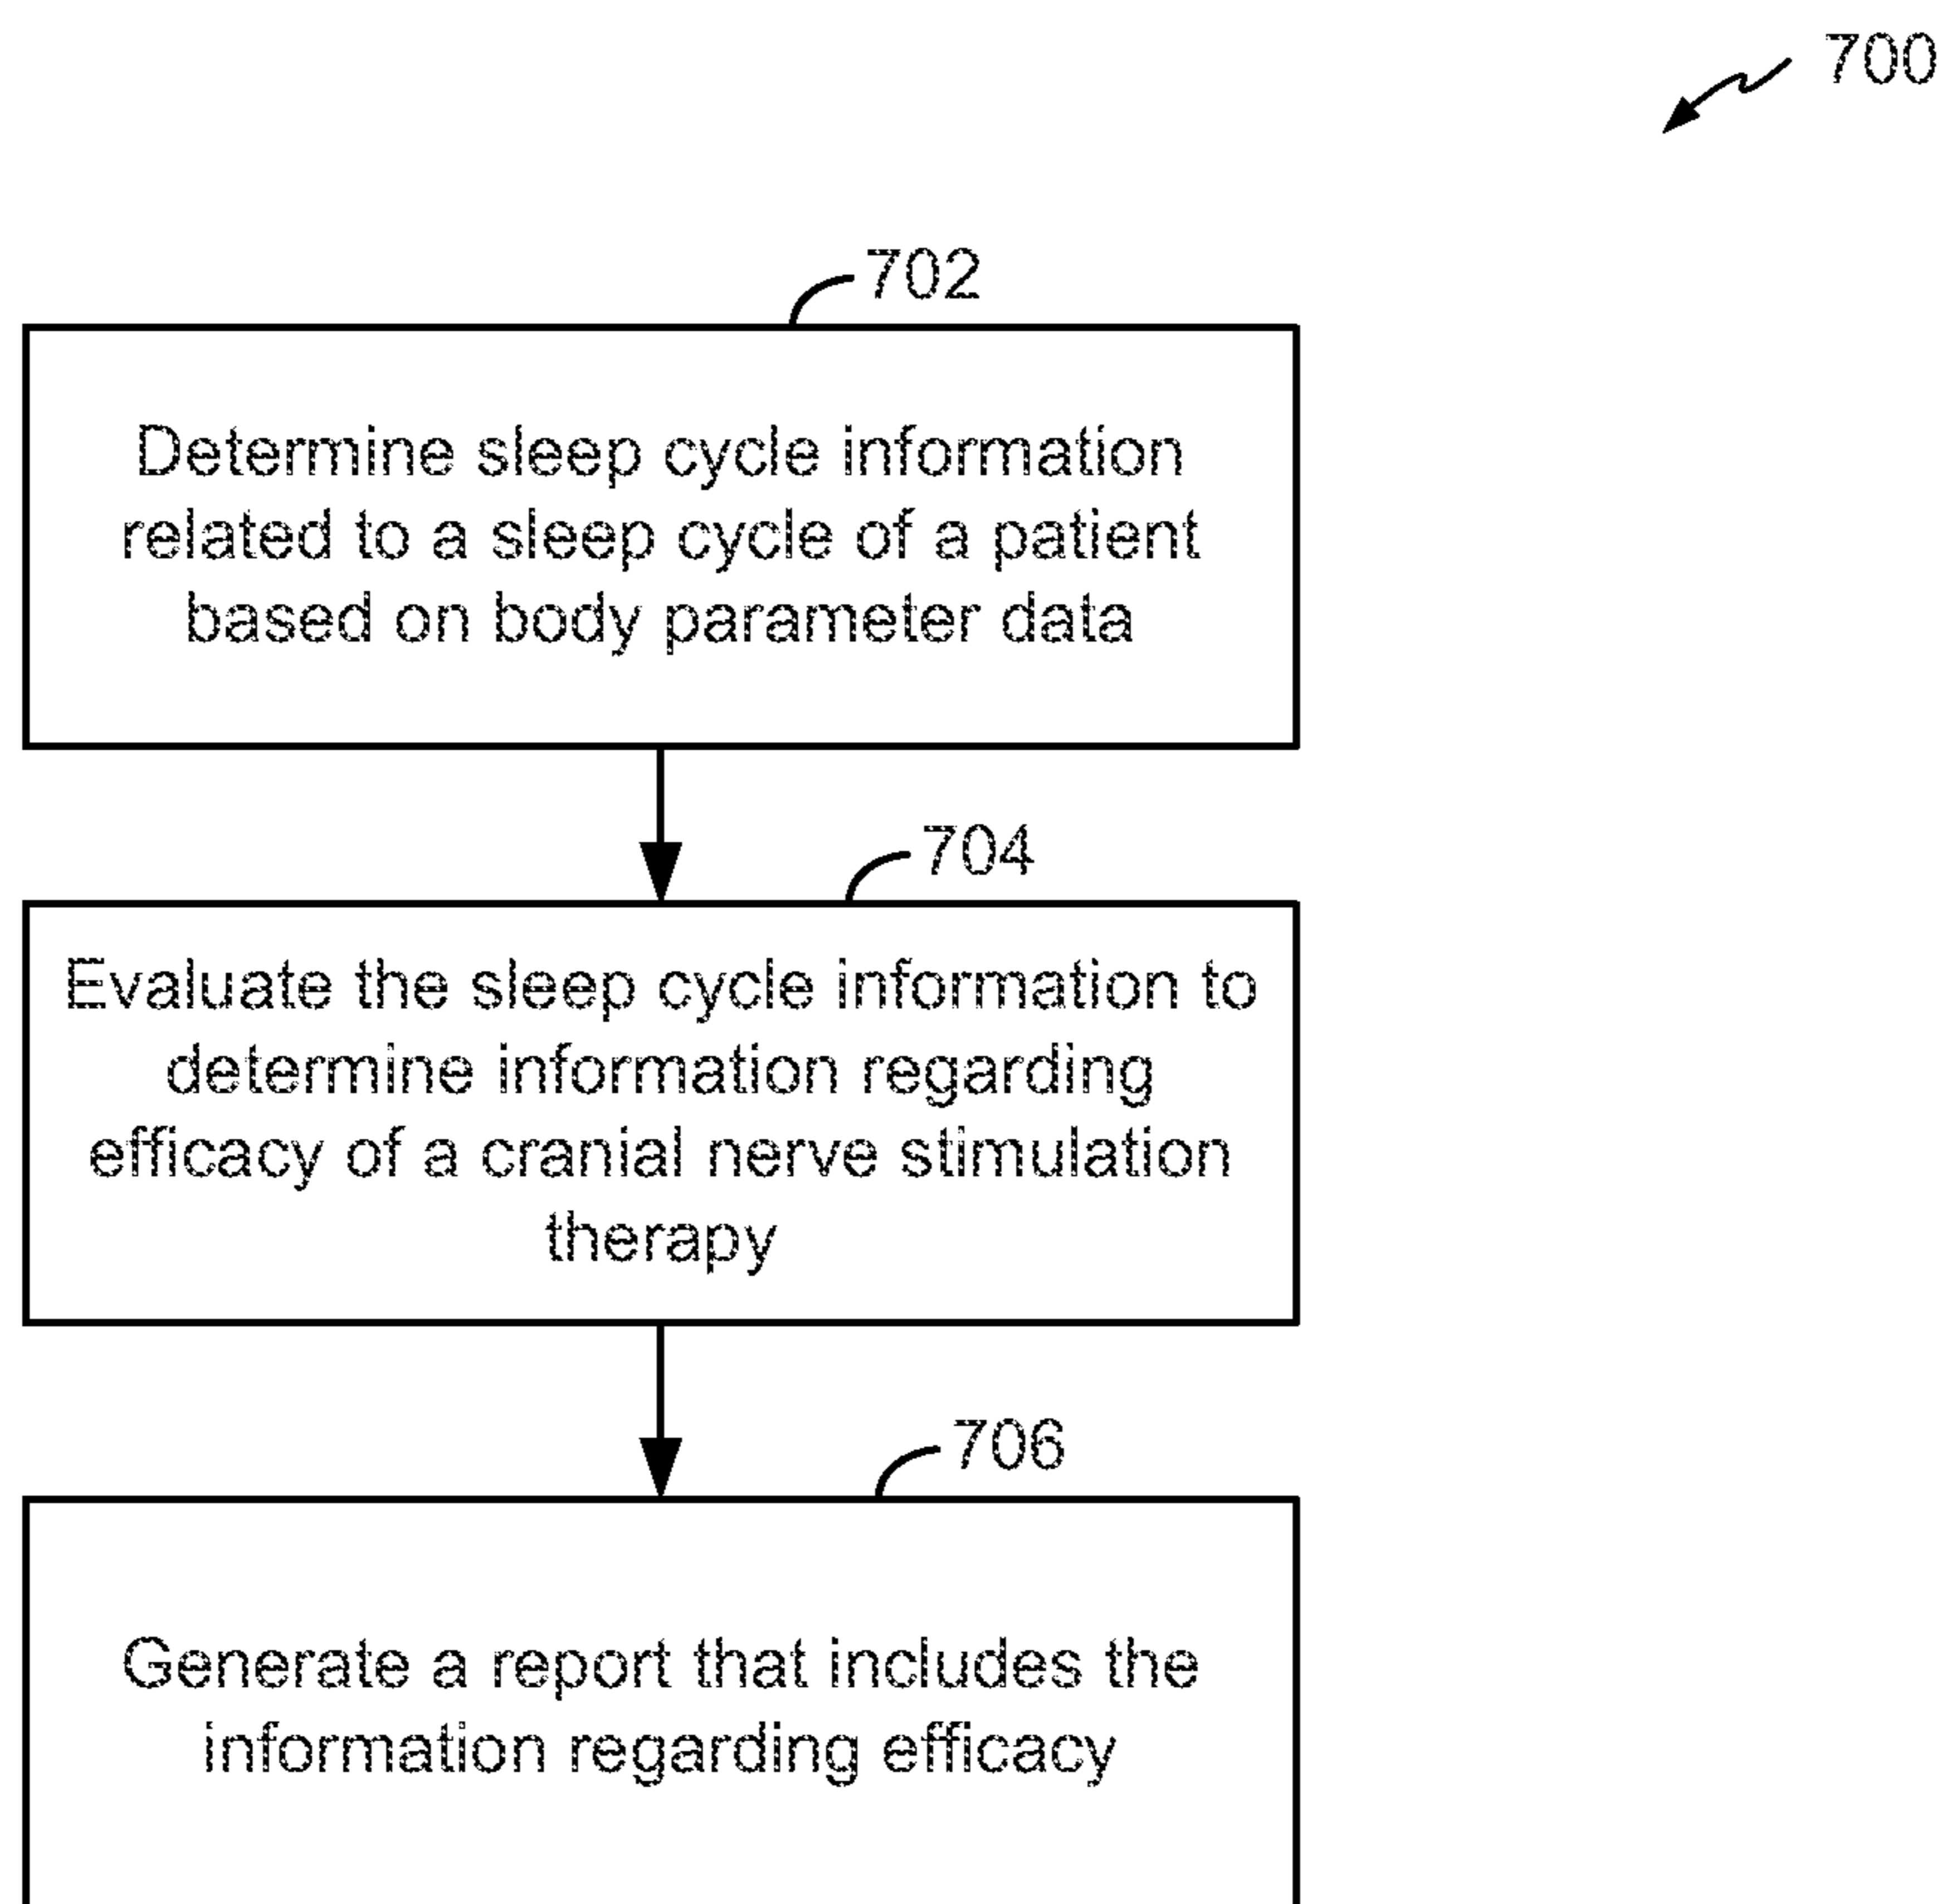 700
702
Determine sleep cycle information
related to a sleep cycle of a patient
based on body parameter data
704
Evaluate the sleep cycle information to
determine information regarding
efficacy of a cranial nerve stimulation
therapy
706
Generate a report that includes the
information regarding efficacy